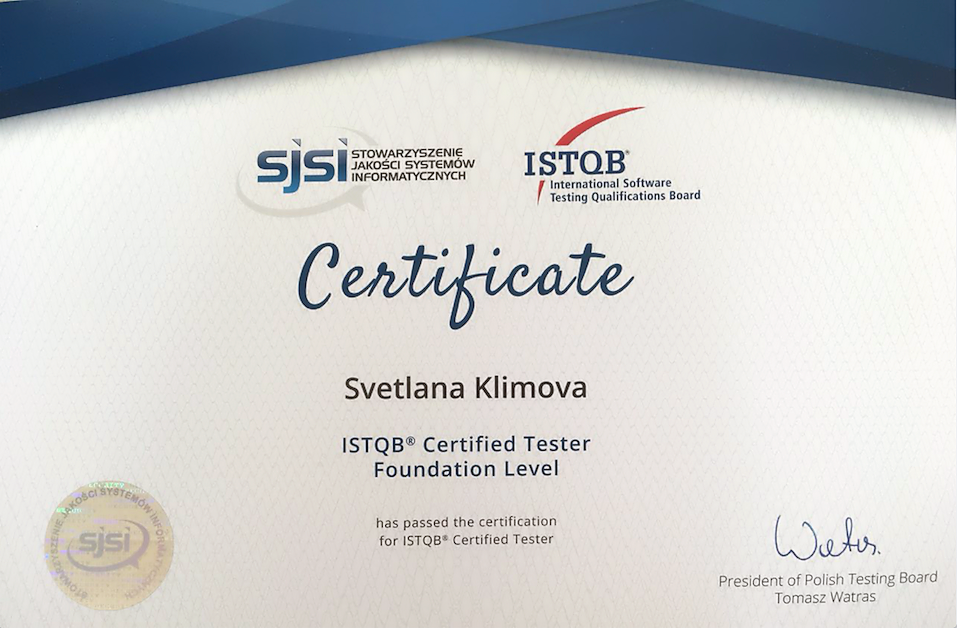 sjsi STOWARZYSZENIE
JAKOŚCI SYSTEMÓW
INFORMATYCZNYCH
ISTQB®
International Software
Testing Qualifications Board
Certificate
Svetlana Klimova
ISTQB® Certified Tester
Foundation Level
has passed the certification
for ISTQB® Certified Tester
STOWARZYSZENIE JAKOŚCI SYSTEMÓW INFORMATYCZNYCH
sjsi
Watras
President of Polish Testing Board
Tomasz Watras